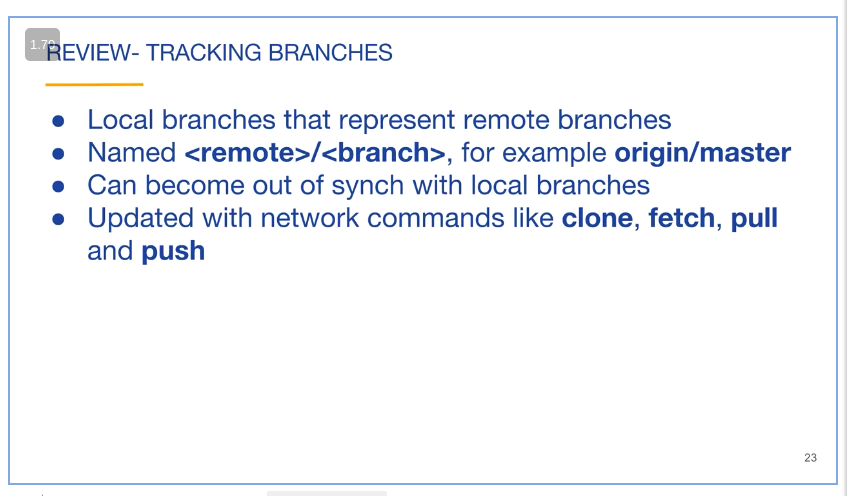 1.70
REVIEW- TRACKING BRANCHES
● Local branches that represent remote branches
● Named <remote>/<branch>, for example origin/master
● Can become out of synch with local branches
● Updated with network commands like clone, fetch, pull
and push
23